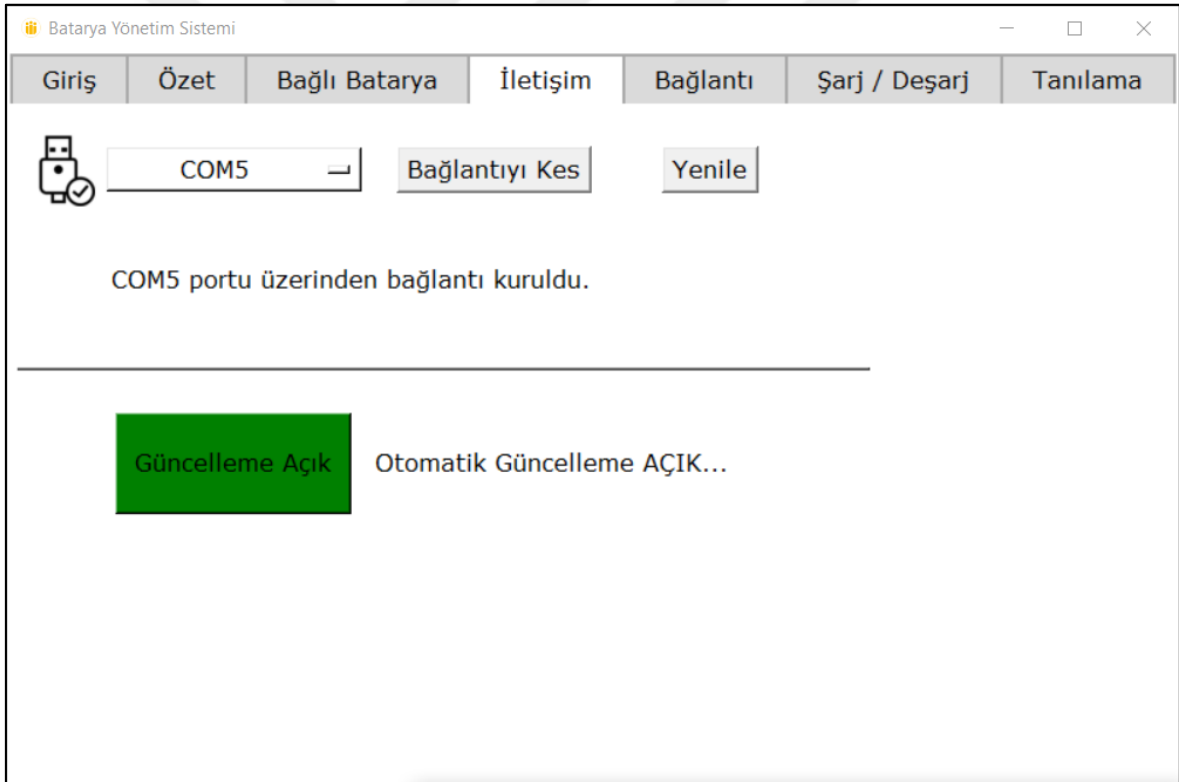 Batarya Yönetim Sistemi
Giriş Özet Bağlı Batarya İletişim Bağlantı Şarj / Deşarj Tanılama
COM5 Bağlantıyı Kes Yenile
COM5 portu üzerinden bağlantı kuruldu.
Güncelleme Açık Otomatik Güncelleme AÇIK...